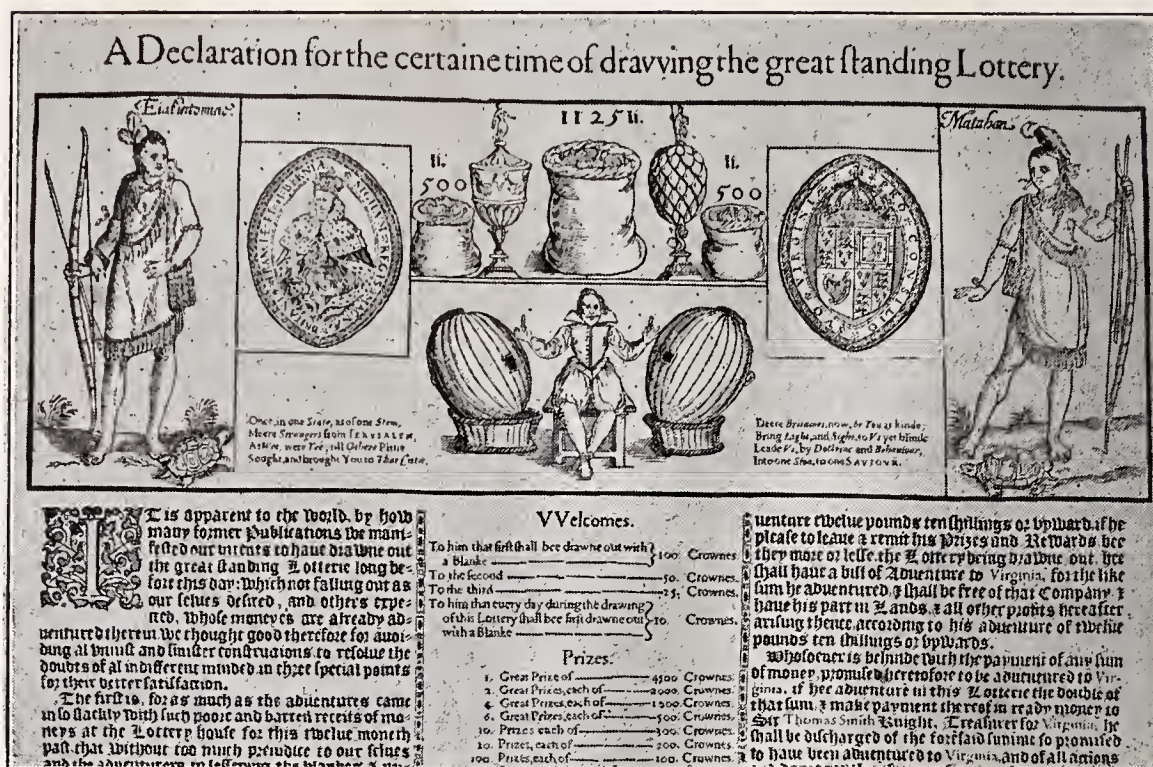 A Declaration for the certaine time of dravving the great ſtanding Lottery.
Eiakintomac.
li.
500
1125 li.
li.
500
Matahan.
Once, in one State, as of one Stem,
Meere Strangers from IERVSALEM,
As Wee, were Yee; till Others Pittie
Sought, and brought You to That Cittie.
Deere Britaines, now, be You as kinde;
Bring Light, and Sight, to Vs yet blinde
Leade Vs, by Doctrine and Behauiour,
Into one Sion, to one SAVIOVR.
IT is apparent to the world, by how
many former Publications we mani-
feſted our intents to haue drawne out
the great ſtanding Lotterie long be-
fore this day: Which not falling out as
our ſelues deſired, and others expe-
cted, whoſe moneyes are already ad-
uentured therein we thought good therefore for auoi-
ding al vniuſt and ſiniſter conſtructions, to reſolue the
doubts of al indifferent minded in three ſpecial points
for their better ſatiſfaction.
The firſt is, for as much as the aduentures came
in ſo ſlackly with ſuch poore and barren receits of mo-
neys at the Lottery houſe for this twelue moneth
paſt, that without too much preiudice to our ſelues
and the aduenturers in leſſening the blankes &
VVelcomes.
To him that firſt ſhall bee drawne out with
a Blanke 100. Crownes
To the ſecond 50. Crownes.
To the third 25. Crownes.
To him that euery day during the drawing
of this Lottery ſhall bee firſt drawne out 10. Crownes.
with a Blanke
Prizes.
1. Great Prize of 4500 Crownes.
2. Great Prizes, each of 2000. Crownes.
4. Great Prizes, each of 1000 Crownes.
6. Great Prizes, each of 500. Crownes.
10. Prizes each of 300. Crownes.
20. Prizes, each of 200. Crownes.
100. Prizes, each of 100. Crownes.
uenture twelue pounds ten ſhillings or vpward, if he
pleaſe to leaue & remit his Prizes and Rewards bee
they more or leſſe, the Lottery being drawne out, hee
ſhall haue a bill of Aduenture to Virginia, for the like
ſum he aduentured, & ſhall be free of that Company, &
haue his part in Lands, & all other profits hereafter
ariſing thence, according to his aduenture of twelue
pounds ten ſhillings or vpwards.
Whoſoeuer is behinde with the payment of any ſum
of money, promiſed heretofore to be aduentured to Vir-
ginia, if hee aduenture in this Lotterie the double of
that ſum, & make payment thereof in ready money to
Sir Thomas Smith Knight, Treaſurer for Virginia, he
ſhall be diſcharged of the foreſaid ſumme ſo promiſed
to haue been aduentured to Virginia, and of all actions